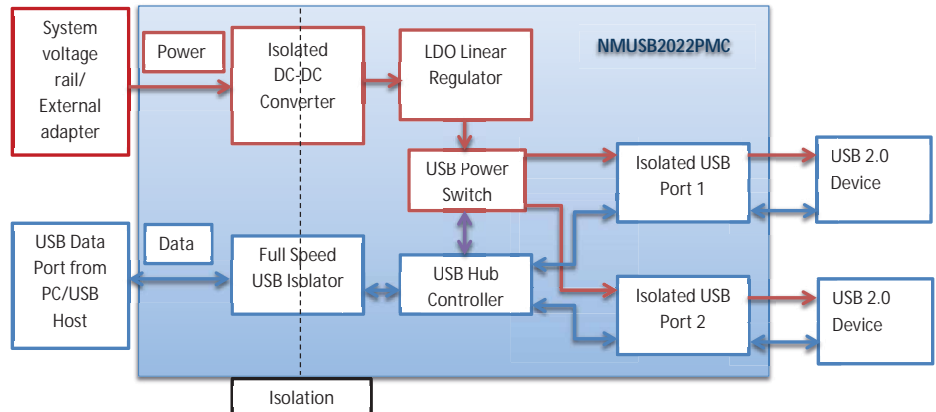 System
voltage
rail/
External
adapter
Power
Isolated
DC-DC
Converter
LDO Linear
Regulator
NMUSB2022PMC
USB Power
Switch
Isolated USB
Port 1
USB 2.0
Device
USB Data
Port from
PC/USB
Host
Data
Full Speed
USB Isolator
USB Hub
Controller
Isolated USB
Port 2
USB 2.0
Device
Isolation